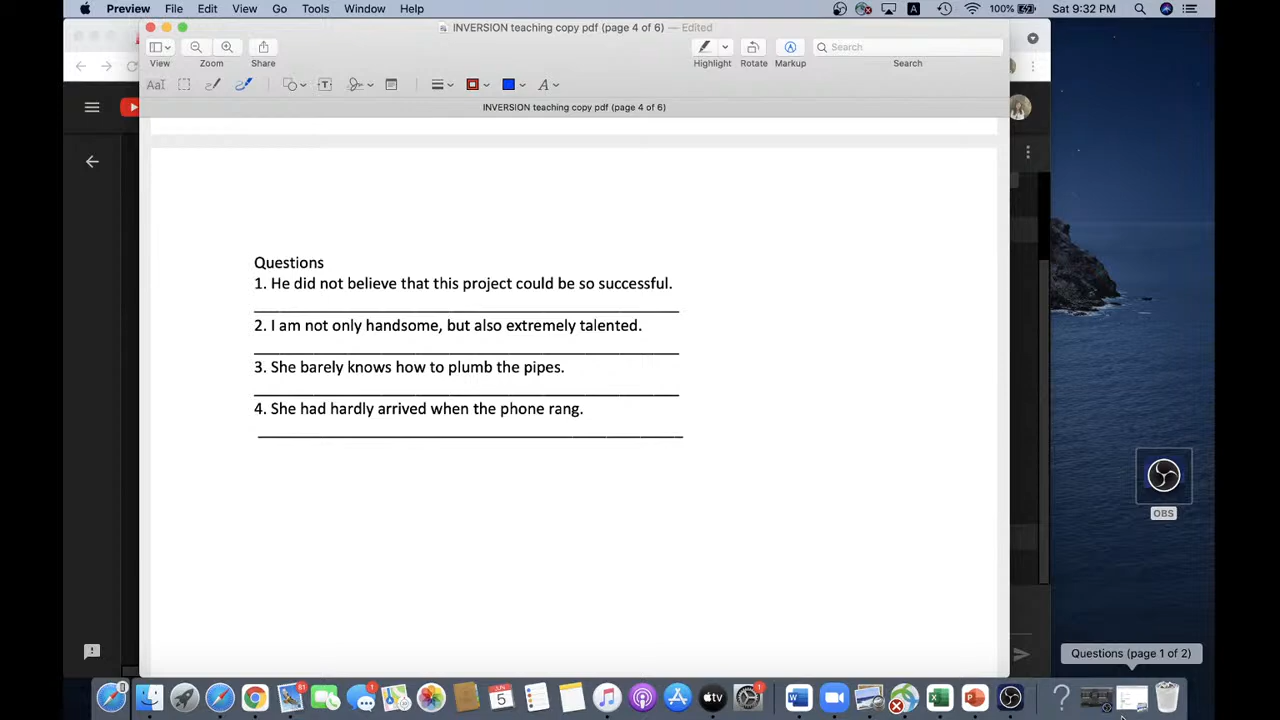 Preview File Edit View Go Tools Window Help
A 100% Sat 9:32 PM
INVERSION teaching copy pdf (page 4 of 6) — Edited
Search
View Zoom Share Highlight Rotate Markup Search
AaI T A
INVERSION teaching copy pdf (page 4 of 6)
Questions
1. He did not believe that this project could be so successful.
2. I am not only handsome, but also extremely talented.
3. She barely knows how to plumb the pipes.
4. She had hardly arrived when the phone rang.
OBS
Questions (page 1 of 2)